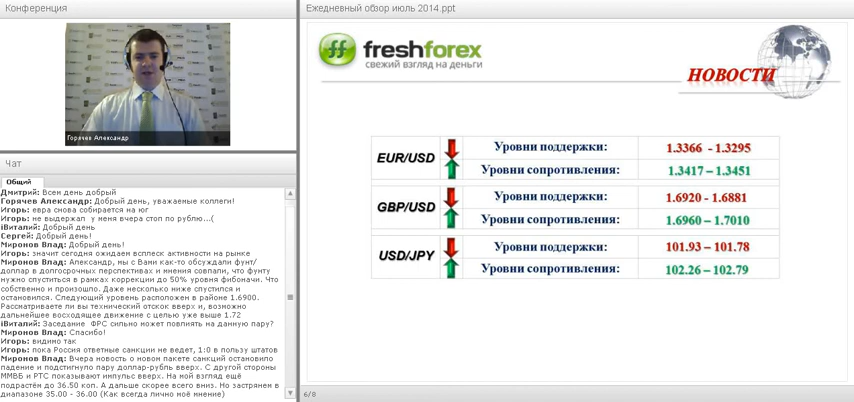 Конференция
Горячев Александр
Чат
Общий
Дмитрий: Всем день добрый
Горячев Александр: Добрый день, уважаемые коллеги!
Игорь: евра снова собирается на юг
Игорь: не выдержал у меня вчера стоп по рублю...(
iВиталий: Добрый день
Сергей: Добрый день!
Миронов Влад: Добрый день!
Игорь: значит сегодня ожидаем всплеск активности на рынке
Миронов Влад: Александр, мы с Вами как-то обсуждали фунт/
доллар в долгосрочных перспективах и мнения совпали, что фунту
нужно спуститься в рамках коррекции до 50% уровня фибоначи. Что
собственно и произошло. Даже несколько ниже спустился и
остановился. Следующий уровень расположен в районе 1.6900.
Рассматриваете ли вы технический отскок вверх и, возможно
дальнейшее восходящее движение с целью уже выше 1.72
iВиталий: Заседание ФРС сильно может повлиять на данную пару?
Миронов Влад: Спасибо!
Игорь: видимо так
Игорь: пока Россия ответные санкции не ведет, 1:0 в пользу штатов
Миронов Влад: Вчера новость о новом пакете санкций остановило
падение и подстигнуло пару доллар-рубль вверх. С другой стороны
ММВБ и РТС показывают импульс вверх. На мой взгляд ещё
подрастём до 36.50 коп. А дальше скорее всего вниз. Но застрянем в
диапазоне 35.00 - 36.00 (Как всегда лично моё мнение)
Ежедневный обзор июль 2014.ppt
ff freshforex
свежий взгляд на деньги
НОВОСТИ
EUR/USD Уровни поддержки: 1.3366 - 1.3295
Уровни сопротивления: 1.3417 – 1.3451
GBP/USD Уровни поддержки: 1.6920 - 1.6881
Уровни сопротивления: 1.6960 – 1.7010
USD/JPY Уровни поддержки: 101.93 – 101.78
Уровни сопротивления: 102.26 – 102.79
6/8